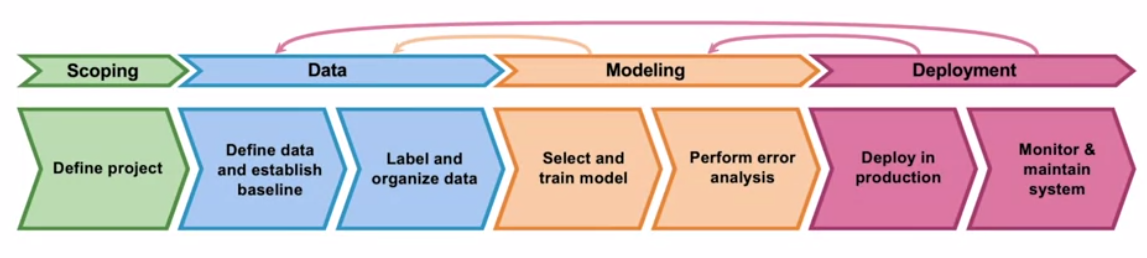 Scoping
Data
Modeling
Deployment
Define project
Define data
and establish
baseline
Label and
organize data
Select and
train model
Perform error
analysis
Deploy in
production
Monitor &
maintain
system